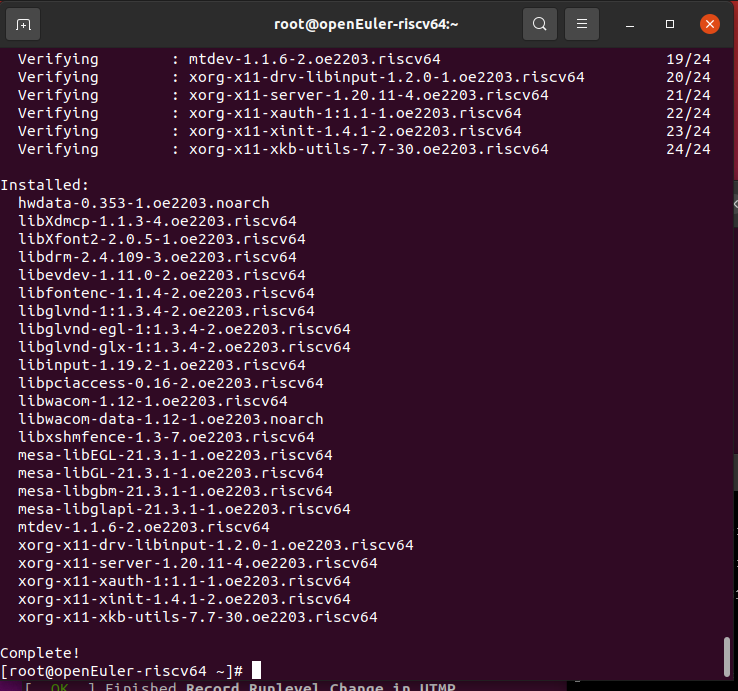 root@openEuler-riscv64:~
Verifying : mtdev-1.1.6-2.oe2203.riscv64 19/24
Verifying : xorg-x11-drv-libinput-1.2.0-1.oe2203.riscv64 20/24
Verifying : xorg-x11-server-1.20.11-4.oe2203.riscv64 21/24
Verifying : xorg-x11-xauth-1:1.1-1.oe2203.riscv64 22/24
Verifying : xorg-x11-xinit-1.4.1-2.oe2203.riscv64 23/24
Verifying : xorg-x11-xkb-utils-7.7-30.oe2203.riscv64 24/24
Installed:
hwdata-0.353-1.oe2203.noarch
libXdmcp-1.1.3-4.oe2203.riscv64
libXfont2-2.0.5-1.oe2203.riscv64
libdrm-2.4.109-3.oe2203.riscv64
libevdev-1.11.0-2.oe2203.riscv64
libfontenc-1.1.4-2.oe2203.riscv64
libglvnd-1:1.3.4-2.oe2203.riscv64
libglvnd-egl-1:1.3.4-2.oe2203.riscv64
libglvnd-glx-1:1.3.4-2.oe2203.riscv64
libinput-1.19.2-1.oe2203.riscv64
libpciaccess-0.16-2.oe2203.riscv64
libwacom-1.12-1.oe2203.riscv64
libwacom-data-1.12-1.oe2203.noarch
libxshmfence-1.3-7.oe2203.riscv64
mesa-libEGL-21.3.1-1.oe2203.riscv64
mesa-libGL-21.3.1-1.oe2203.riscv64
mesa-libgbm-21.3.1-1.oe2203.riscv64
mesa-libglapi-21.3.1-1.oe2203.riscv64
mtdev-1.1.6-2.oe2203.riscv64
xorg-x11-drv-libinput-1.2.0-1.oe2203.riscv64
xorg-x11-server-1.20.11-4.oe2203.riscv64
xorg-x11-xauth-1:1.1-1.oe2203.riscv64
xorg-x11-xinit-1.4.1-2.oe2203.riscv64
xorg-x11-xkb-utils-7.7-30.oe2203.riscv64
Complete!
[root@openEuler-riscv64 ~]#
[ OK ] Finished Record Runlevel Change in UTMP